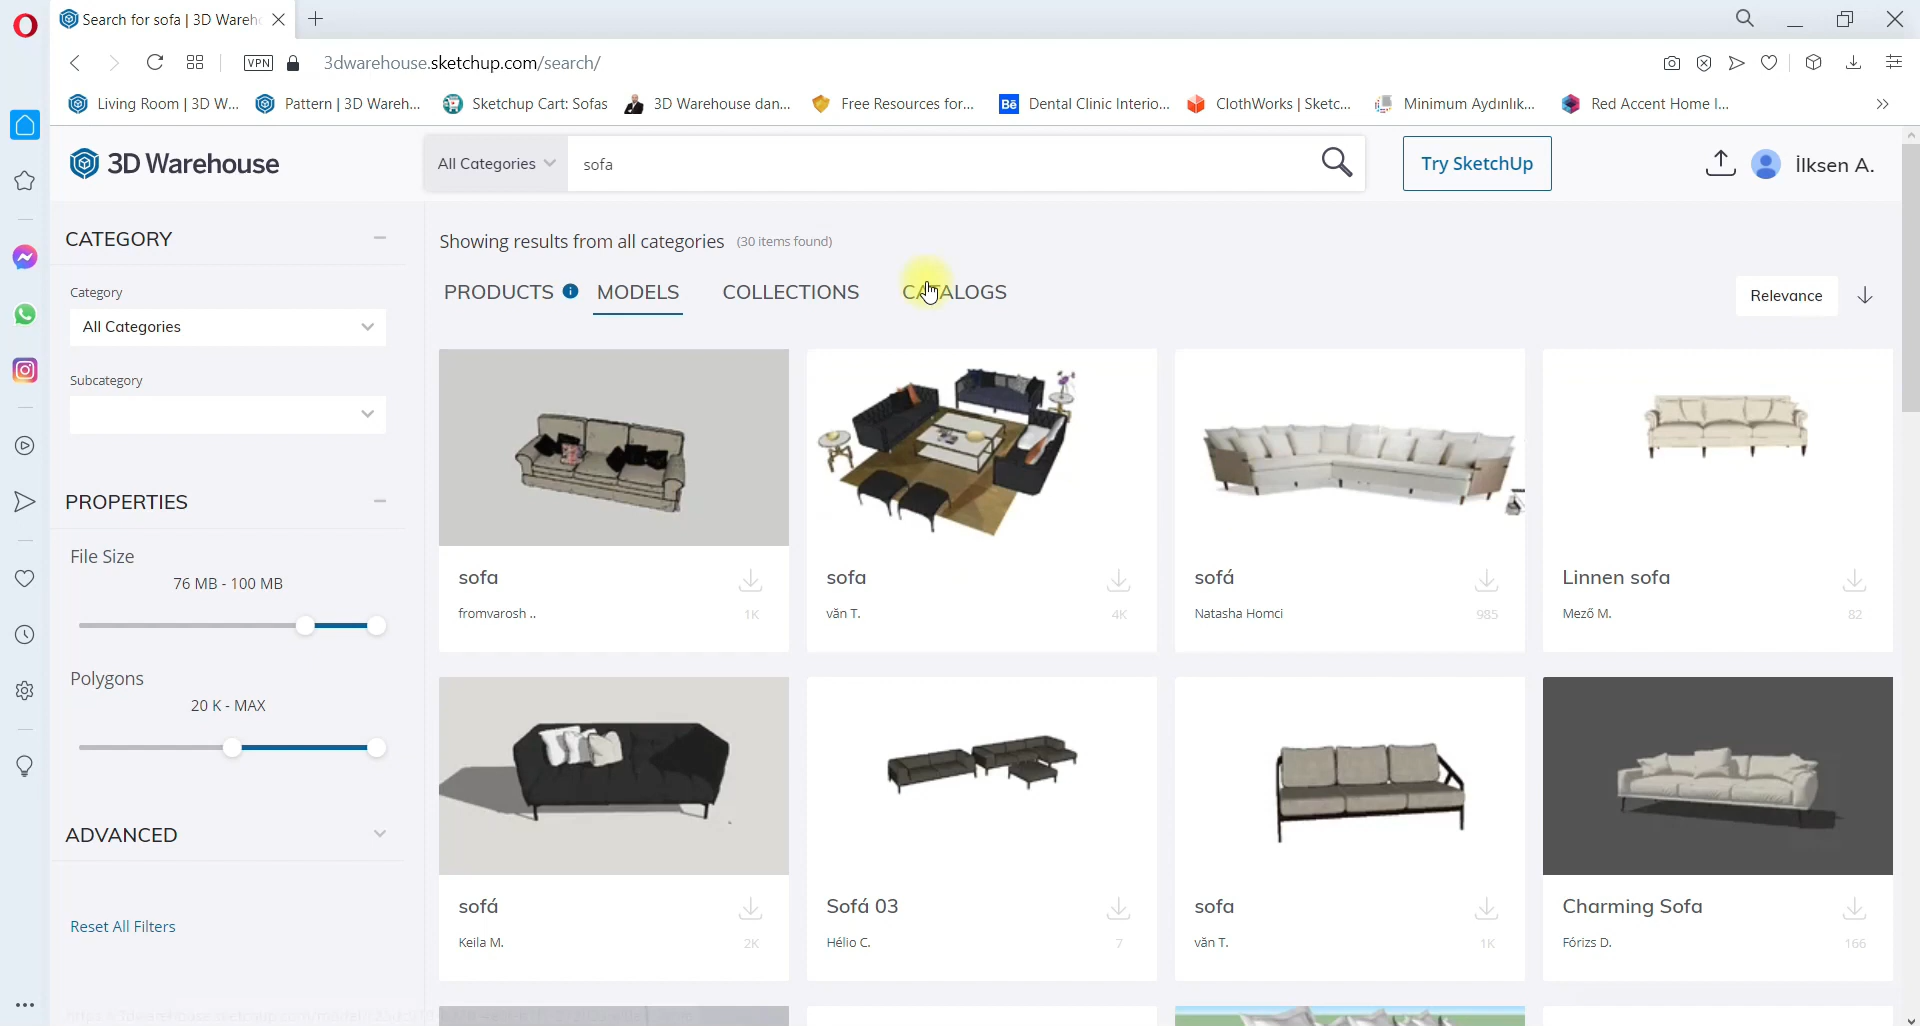 Search for sofa | 3D Wareh
VPN
3dwarehouse.sketchup.com/search/
Living Room | 3D W...
Pattern | 3D Wareh...
Sketchup Cart: Sofas
3D Warehouse dan...
Free Resources for...
Bē
Dental Clinic Interio...
ClothWorks | Sketc...
Minimum Aydınlık...
Red Accent Home I...
3D Warehouse
All Categories
sofa
Try SketchUp
İlksen A.
CATEGORY
Category
All Categories
Subcategory
PROPERTIES
File Size
76 MB - 100 MB
Polygons
20 K - MAX
ADVANCED
Reset All Filters
Showing results from all categories (30 items found)
PRODUCTS
MODELS
COLLECTIONS
CATALOGS
Relevance
sofa
fromvarosh ..
1K
sofa
văn T.
4K
sofá
Natasha Homci
985
Linnen sofa
Mező M.
82
sofá
Keila M.
2K
Sofá 03
Hélio C.
7
sofa
văn T.
1K
Charming Sofa
Fórizs D.
166